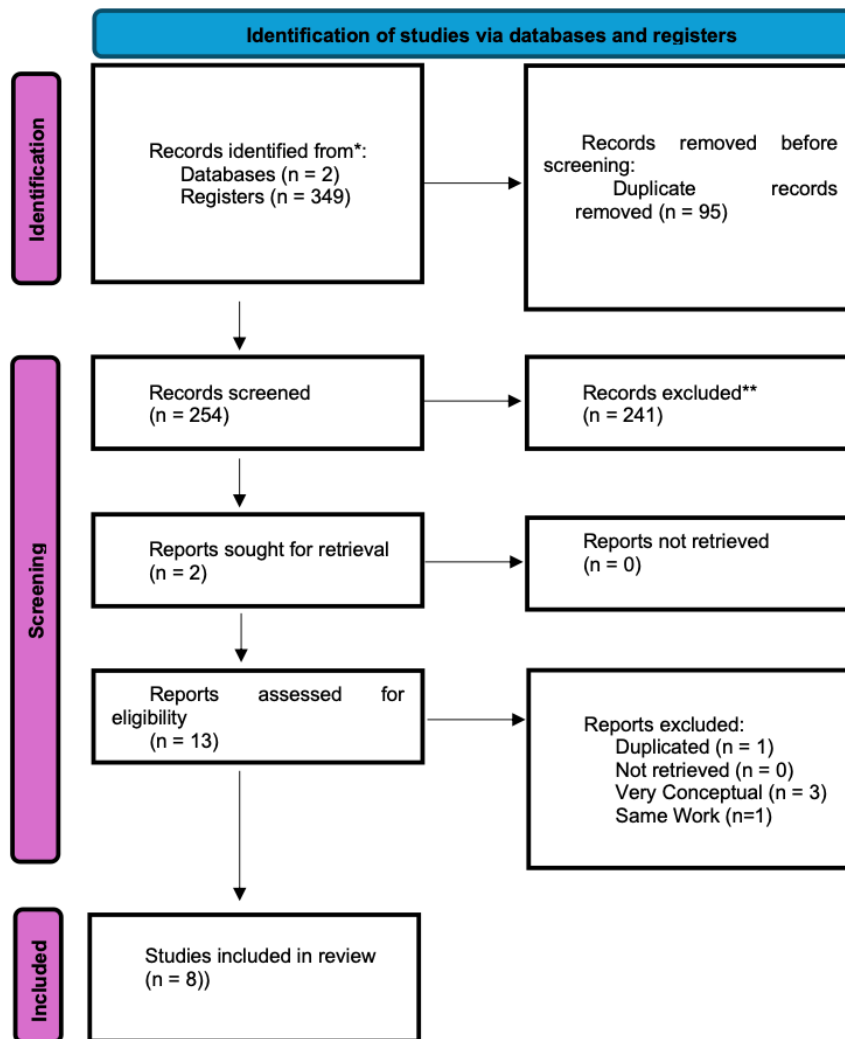 Identification of studies via databases and registers
Identification
Records identified from*:
Databases (n = 2)
Registers (n = 349)
Records removed before
screening:
Duplicate records
removed (n = 95)
Screening
Records screened
(n = 254)
Records excluded**
(n = 241)
Reports sought for retrieval
(n = 2)
Reports not retrieved
(n = 0)
Reports assessed for
eligibility
(n = 13)
Reports excluded:
Duplicated (n = 1)
Not retrieved (n = 0)
Very Conceptual (n = 3)
Same Work (n=1)
Included
Studies included in review
(n = 8))